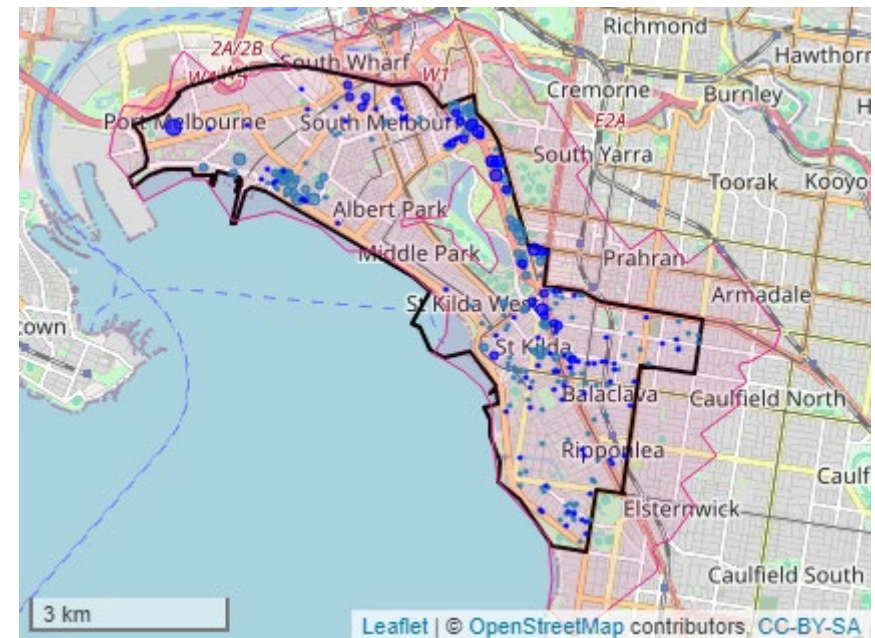 Richmond
2A/2B
South Wharf
W1
Hawthorn
Cremorne
Burnley
H
Port Melbourne
South Melbour
E2A
South Yarra
Toorak
Kooyo
Albert Park
Middle Park
Prahran
Armadale
St Kilda Wes
town
St Kilda
Balaclava
Caulfield North
Ripponlea
Caulf
Elsternwick
Caulfield South
3 km
Leaflet | © OpenStreetMap contributors, CC-BY-SA